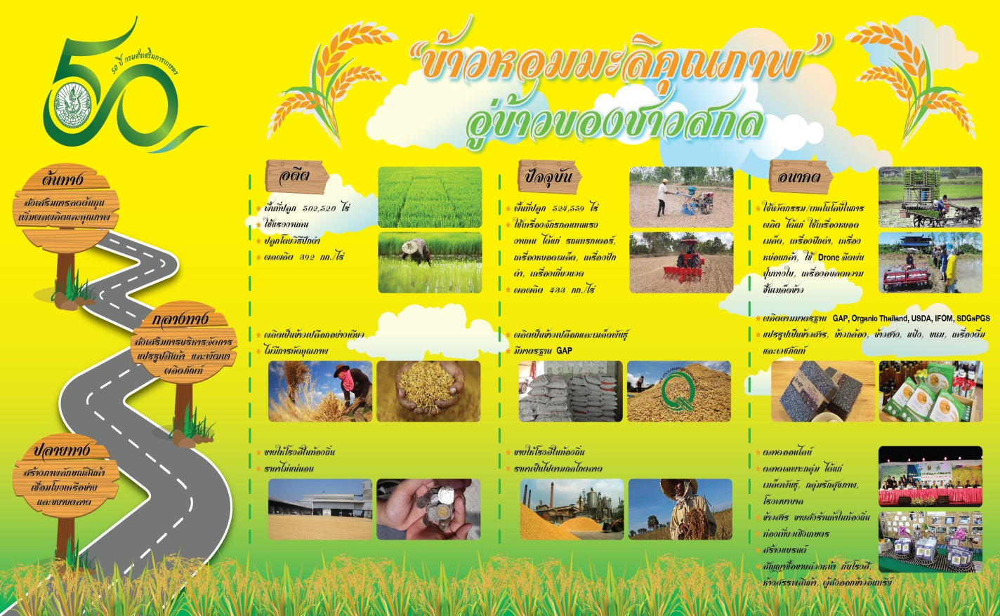 50 ปี กรมส่งเสริมการเกษตร
"ข้าวหอมมะลิคุณภาพ"
อู่ข้าวของชาวสกล
ต้นทาง
ส่งเสริมการลดต้นทุน
เพิ่มผลผลิตและคุณภาพ
กลางทาง
ส่งเสริมการบริหารจัดการ
แปรรูปสินค้า และพัฒนา
ผลิตภัณฑ์
ปลายทาง
สร้างภาพลักษณ์สินค้า
เชื่อมโยงเครือข่าย
และขยายตลาด
อดีต
พื้นที่ปลูก 502,520 ไร่
ใช้แรงงานคน
ปลูกโดยวิธีปักดำ
ผลผลิต 392 กก./ไร่
ผลิตเป็นข้าวเปลือกอย่างเดียว
ไม่มีการคัดคุณภาพ
ขายให้โรงสีในท้องถิ่น
ราคาไม่แน่นอน
ปัจจุบัน
พื้นที่ปลูก 524,559 ไร่
ใช้เครื่องจักรกลแทนแรง
งานคน ได้แก่ รถแทรกเตอร์,
เครื่องหยอดเมล็ด, เครื่องปัก
ดำ, เครื่องเกี่ยวนวด
ผลผลิต 433 กก./ไร่
ผลิตเป็นข้าวเปลือกและเมล็ดพันธุ์
มีมาตรฐาน GAP
Q
ขายให้โรงสีในท้องถิ่น
ราคาเป็นไปตามกลไกตลาด
อนาคต
ใช้นวัตกรรม/เทคโนโลยีในการ
ผลิต ได้แก่ ใช้เครื่องหยอด
เมล็ด, เครื่องปักดำ, เครื่อง
หย่อนกล้า, ใช้ Drone ฉีดพ่น
ปุ๋ยทางใบ, เครื่องอบลดความ
ชื้นเมล็ดข้าว
ผลิตตามมาตรฐาน GAP, Organic Thailand, USDA, IFOM, SDGsPGS
แปรรูปเป็นข้าวสาร, ข้าวกล้อง, ข้าวฮาง, แป้ง, ขนม, เครื่องดื่ม
และเวชภัณฑ์
ตลาดออนไลน์
ตลาดเฉพาะกลุ่ม ได้แก่
เมล็ดพันธุ์, กลุ่มรักสุขภาพ,
โรงพยาบาล
ข้าวสาร ขายส่งร้านค้าในท้องถิ่น
ท่องเที่ยวเชิงเกษตร
สร้างแบรนด์
สัญญาซื้อขายล่วงหน้า กับโรงสี,
ห้างสรรพสินค้า, ผู้ส่งออกข้าวอินทรีย์